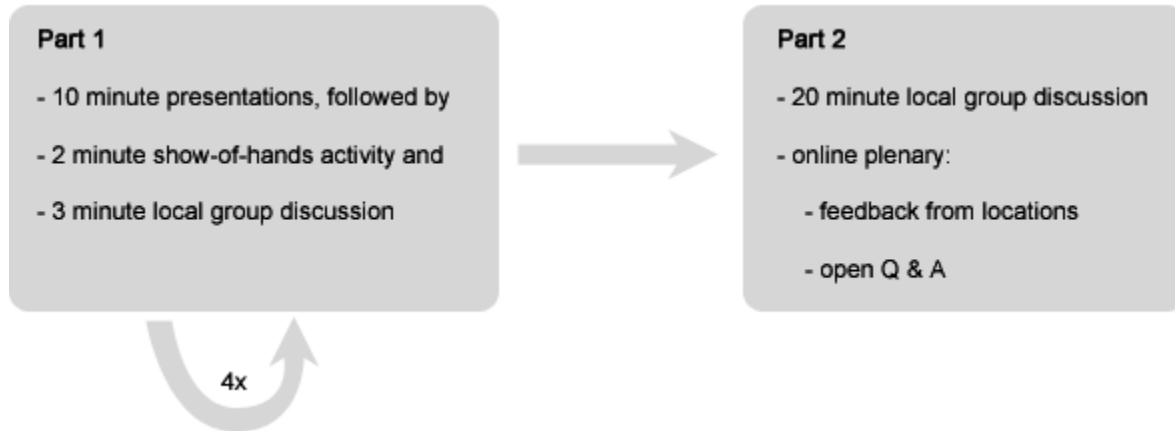 Part 1
- 10 minute presentations, followed by
- 2 minute show-of-hands activity and
- 3 minute local group discussion
4x
Part 2
- 20 minute local group discussion
- online plenary:
- feedback from locations
- open Q & A